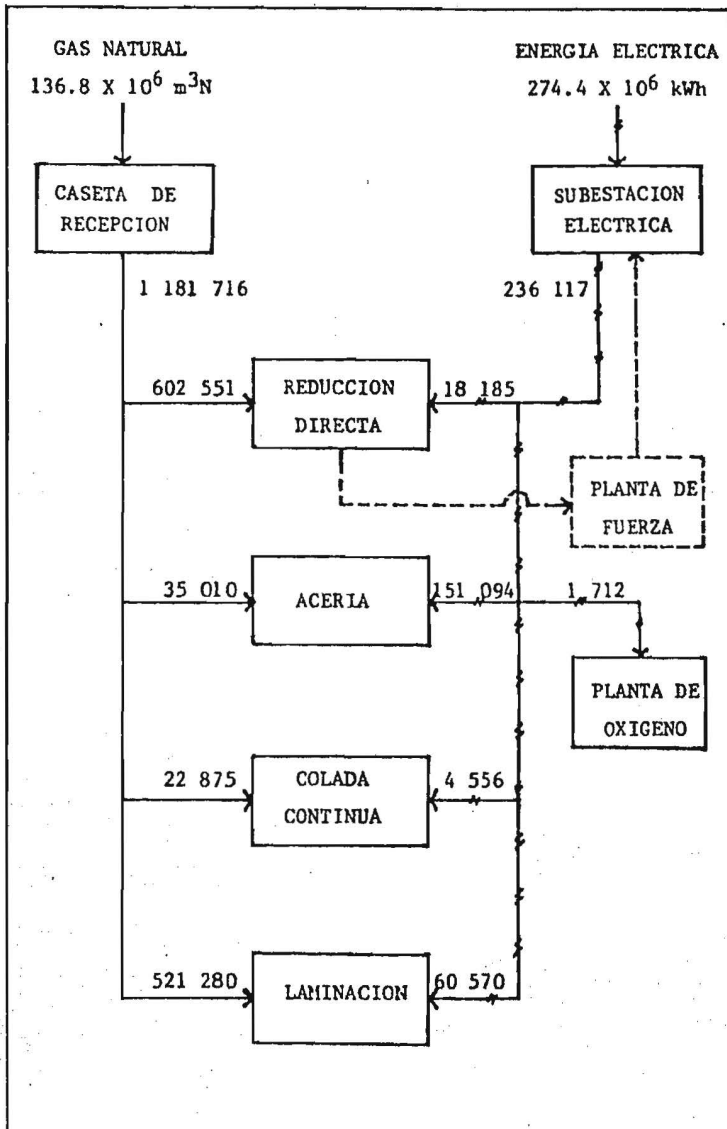 GAS NATURAL
136.8 X 10⁶ m³N
ENERGIA ELECTRICA
274.4 X 10⁶ kWh
CASETA DE
RECEPCION
SUBESTACION
ELECTRICA
1 181 716
236 117
602 551
REDUCCION
DIRECTA
18 185
PLANTA DE
FUERZA
35 010
ACERIA
151 094
1 712
PLANTA DE
OXIGENO
22 875
COLADA
CONTINUA
4 556
521 280
LAMINACION
60 570